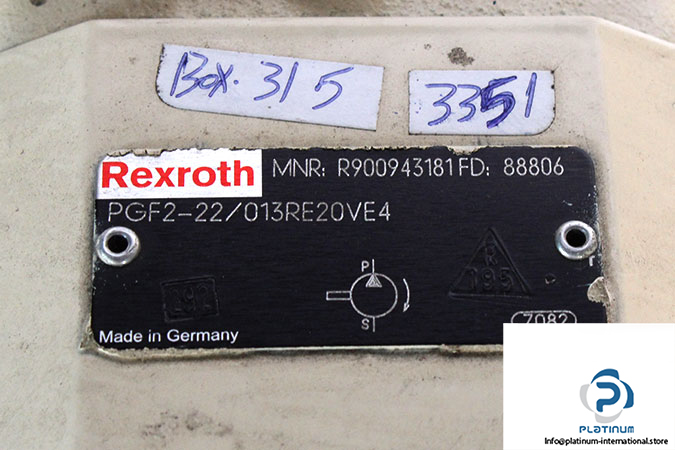 Box. 315
3351
Rexroth MNR: R900943181 FD: 88806
PGF2-22/013RE20VE4
P
R
195
S
Made in Germany
7082
PLATINUM
Info@platinum-international.store